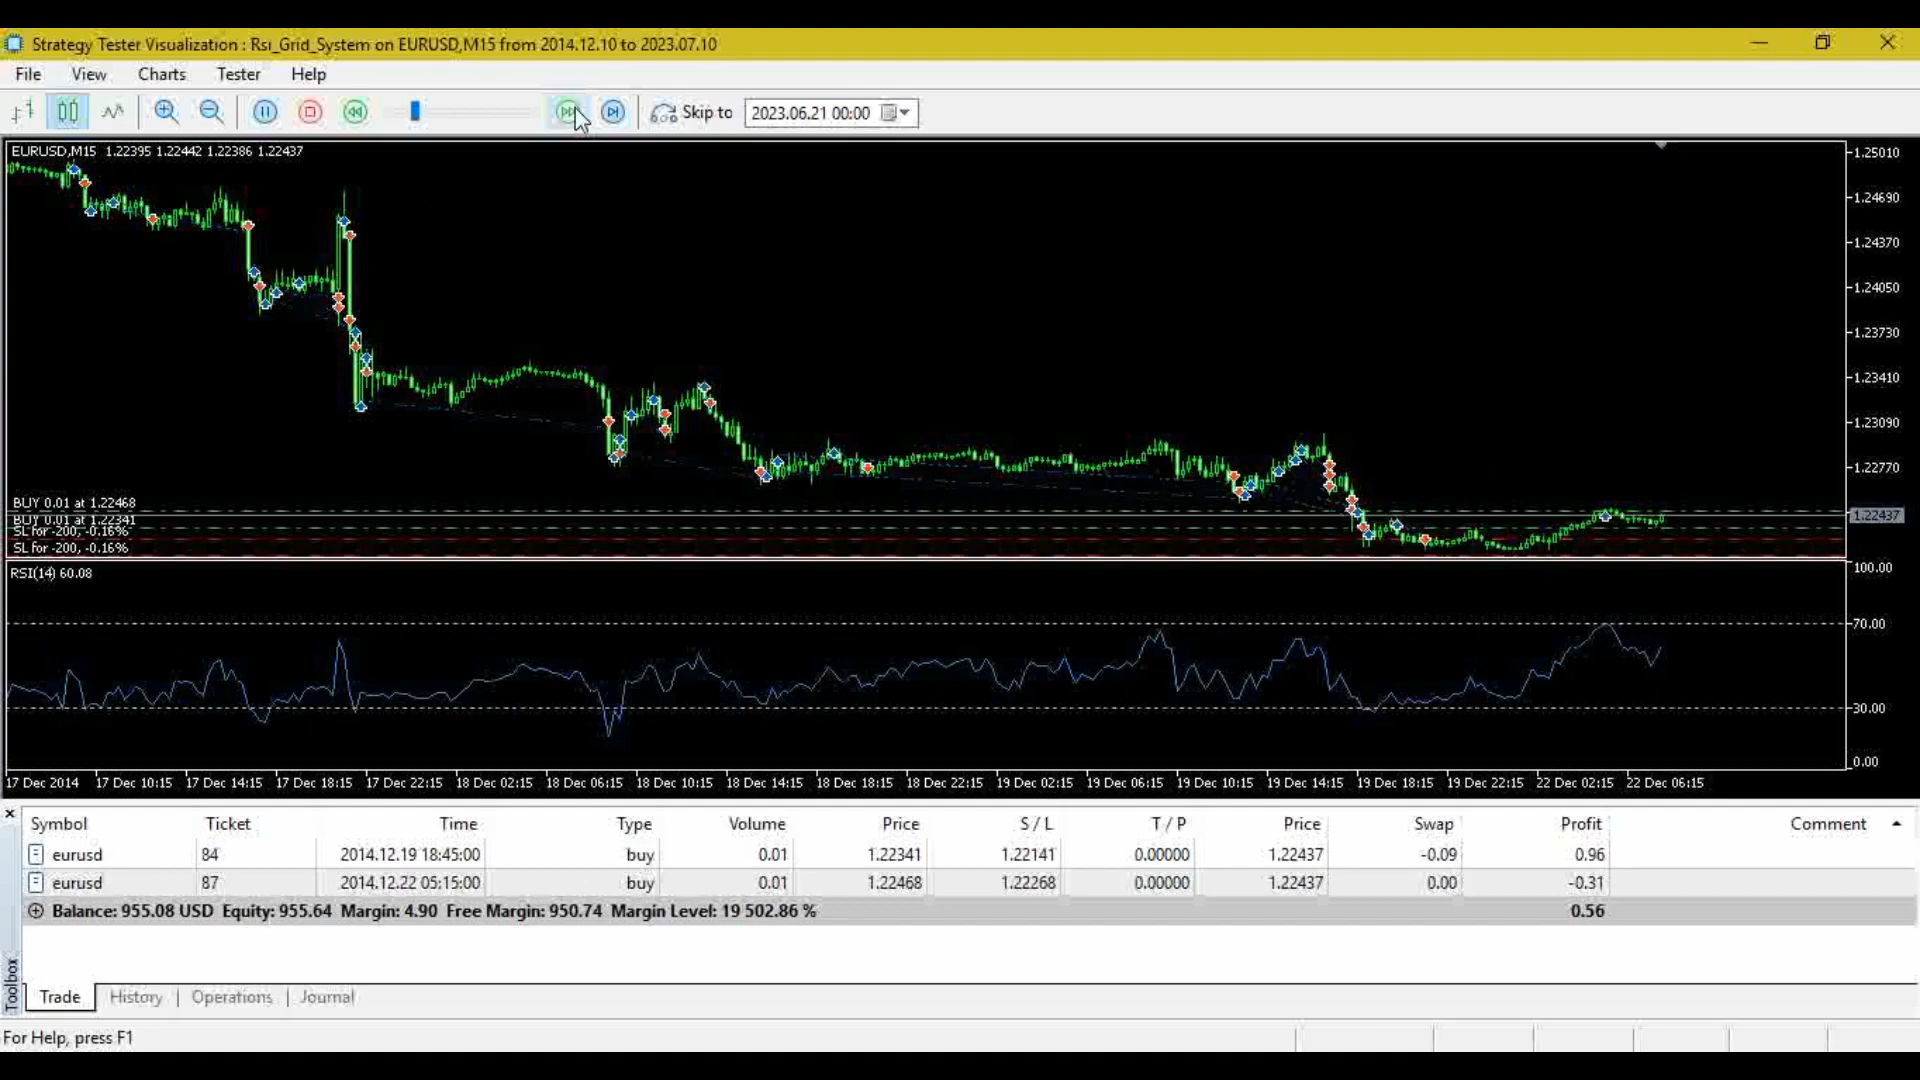 Strategy Tester Visualization : Rsi_Grid_System on EURUSD,M15 from 2014.12.10 to 2023.07.10
File View Charts Tester Help
Skip to 2023.06.21 00:00
EURUSD,M15 1.22395 1.22442 1.22386 1.22437
1.25010
1.24690
1.24370
1.24050
1.23730
1.23410
1.23090
1.22770
BUY 0.01 at 1.22468
1.22437
BUY 0.01 at 1.22341
SL for -200, -0.16%
SL for -200, -0.16%
RSI(14) 60.08
100.00
70.00
30.00
0.00
17 Dec 2014 17 Dec 10:15 17 Dec 14:15 17 Dec 18:15 17 Dec 22:15 18 Dec 02:15 18 Dec 06:15 18 Dec 10:15 18 Dec 14:15 18 Dec 18:15 18 Dec 22:15 19 Dec 02:15 19 Dec 06:15 19 Dec 10:15 19 Dec 14:15 19 Dec 18:15 19 Dec 22:15 22 Dec 02:15 22 Dec 06:15
Symbol Ticket Time Type Volume Price S / L T / P Price Swap Profit Comment
eurusd 84 2014.12.19 18:45:00 buy 0.01 1.22341 1.22141 0.00000 1.22437 -0.09 0.96
eurusd 87 2014.12.22 05:15:00 buy 0.01 1.22468 1.22268 0.00000 1.22437 0.00 -0.31
Balance: 955.08 USD Equity: 955.64 Margin: 4.90 Free Margin: 950.74 Margin Level: 19 502.86 % 0.56
Toolbox
Trade History Operations Journal
For Help, press F1